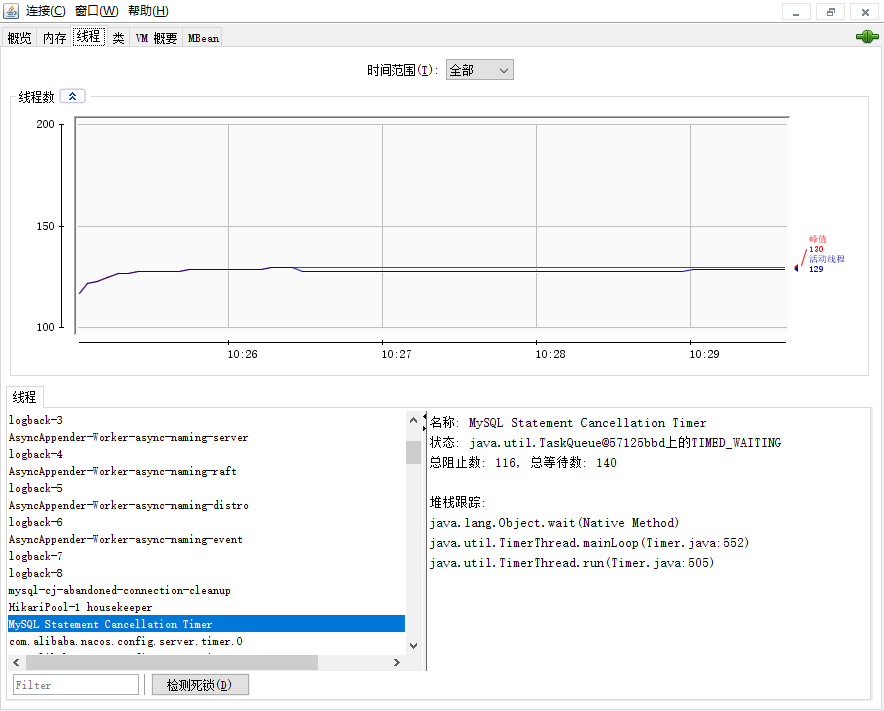 连接(C) 窗口(W) 帮助(H)
概览 内存 线程 类 VM 概要 MBean
时间范围(I): 全部
线程数
200
150
100
峰值
130
活动线程
129
10:26 10:27 10:28 10:29
线程
logback-3
AsyncAppender-Worker-async-naming-server
logback-4
AsyncAppender-Worker-async-naming-raft
logback-5
AsyncAppender-Worker-async-naming-distro
logback-6
AsyncAppender-Worker-async-naming-event
logback-7
logback-8
mysql-cj-abandoned-connection-cleanup
HikariPool-1 housekeeper
MySQL Statement Cancellation Timer
com.alibaba.nacos.config.server.timer.0
名称: MySQL Statement Cancellation Timer
状态: java.util.TaskQueue@57125bbd上的TIMED_WAITING
总阻止数: 116, 总等待数: 140
堆栈跟踪:
java.lang.Object.wait(Native Method)
java.util.TimerThread.mainLoop(Timer.java:552)
java.util.TimerThread.run(Timer.java:505)
Filter
检测死锁(D)